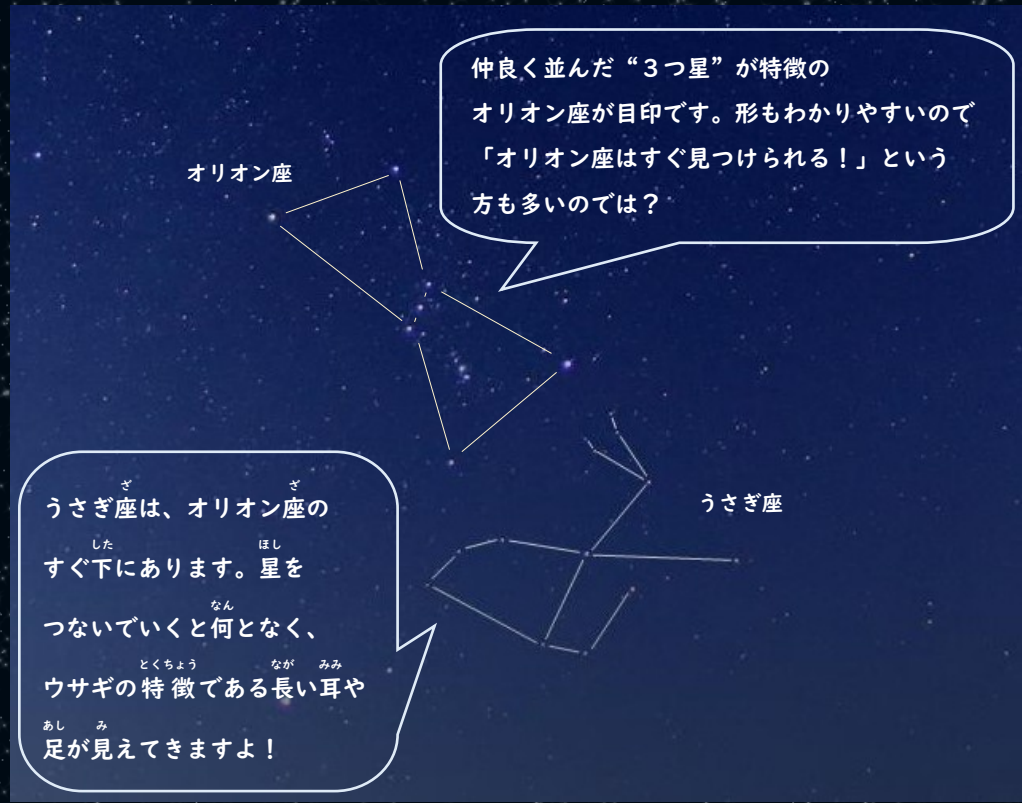 仲良く並んだ“３つ星”が特徴の
オリオン座が目印です。形もわかりやすいので
「オリオン座はすぐ見つけられる！」という
方も多いのでは？
オリオン座
うさぎ座
うさぎ座は、オリオン座の
すぐ下にあります。星を
つないでいくと何となく、
ウサギの特徴である長い耳や
足が見えてきますよ！
ざ ざ
した ほし
なん
とくちょう なが みみ
あし み